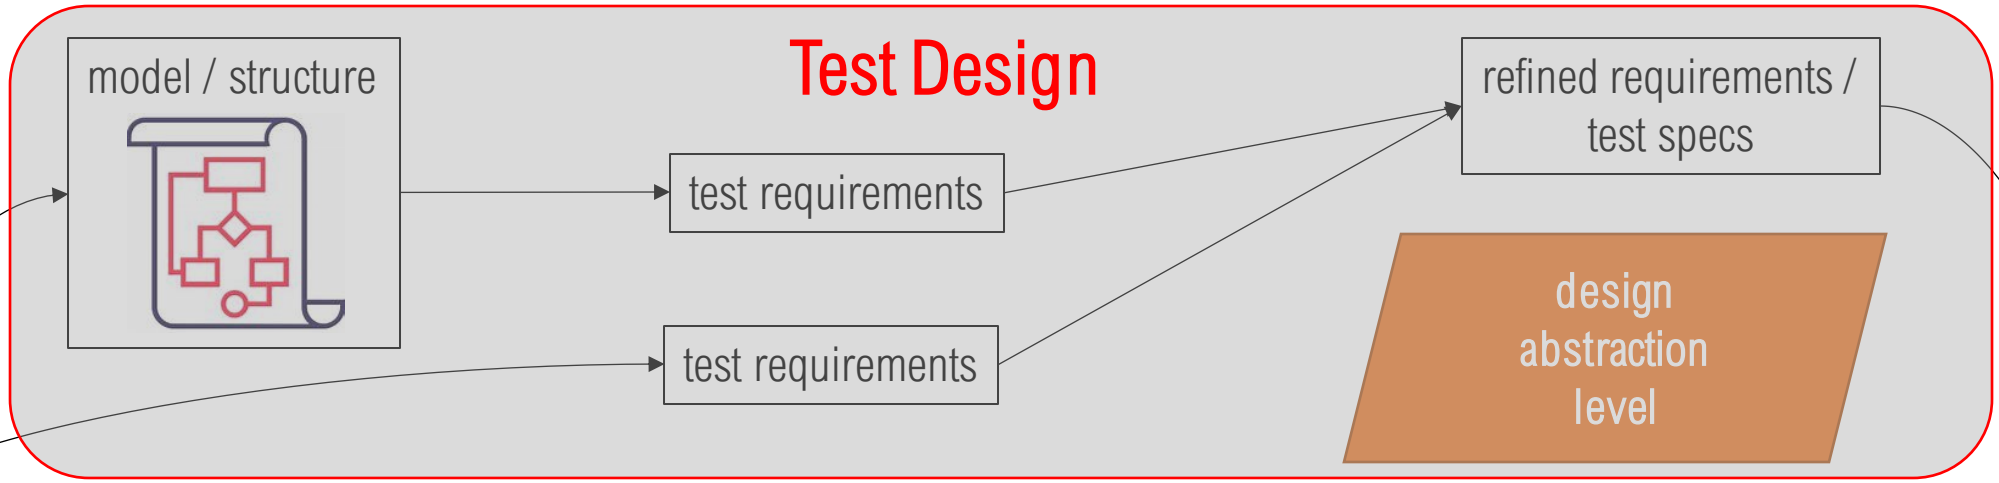 Test Design
model / structure
test requirements
test requirements
refined requirements /
test specs
design
abstraction
level